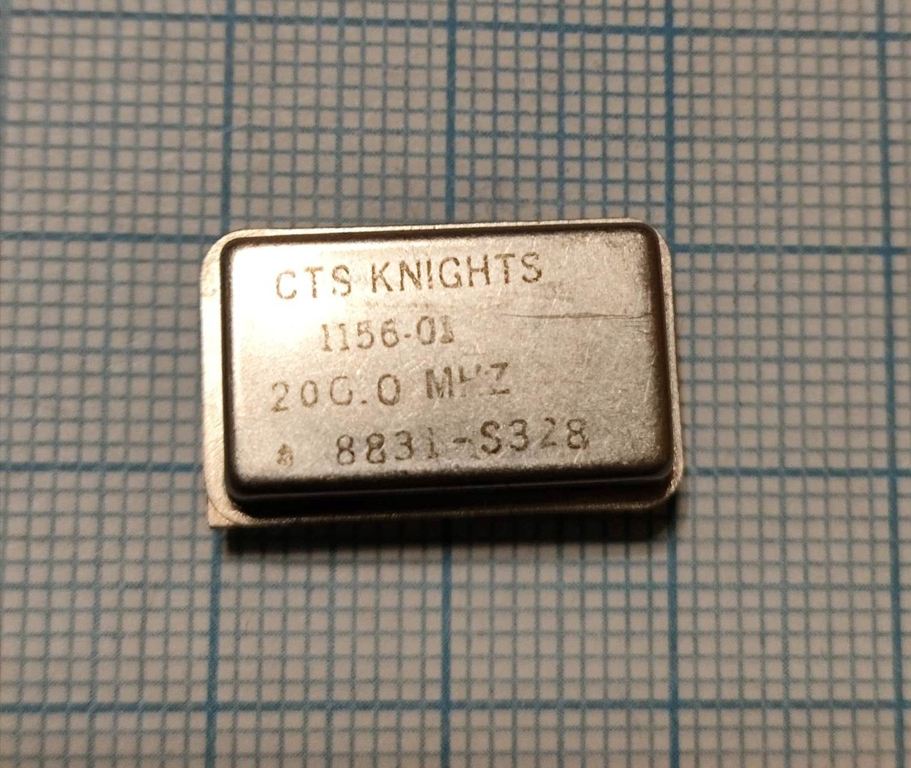 CTS KNIGHTS
1156-01
200.0 MHZ
8831-S328